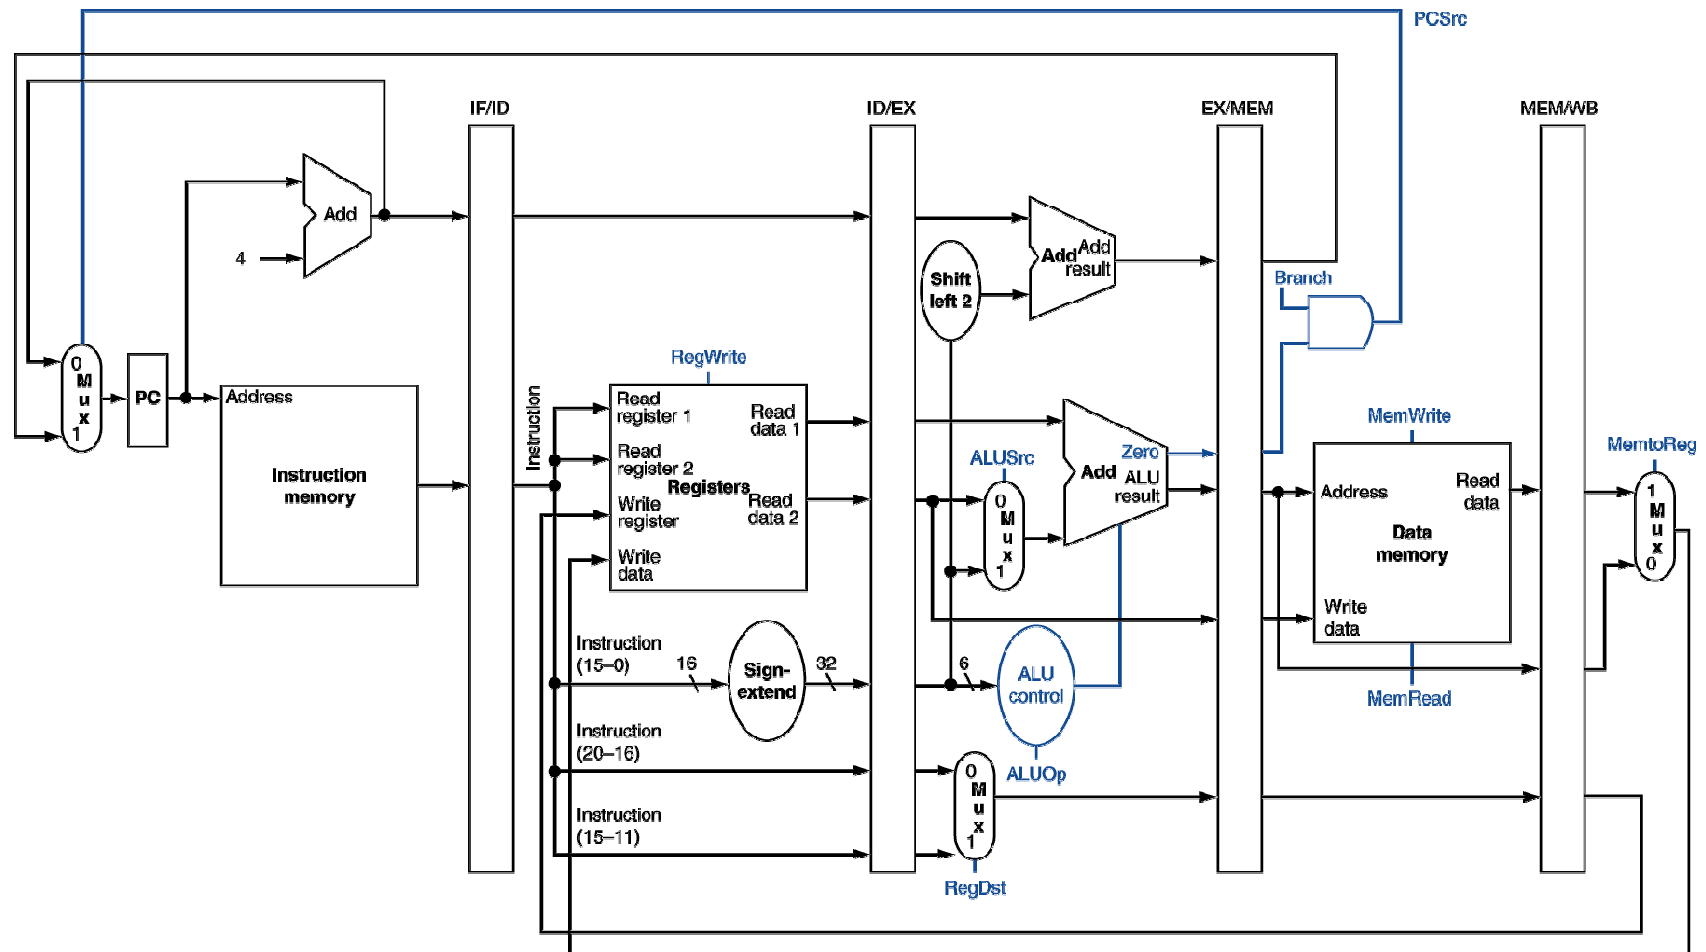 PCSrc
IF/ID
ID/EX
EX/MEM
MEM/WB
Add
4
Shift
left 2
Add
Add
result
Branch
0
M
u
x
1
PC
Address
Instruction
memory
Instruction
RegWrite
Read
register 1
Read
register 2
Write
register
Write
data
Registers
Read
data 1
Read
data 2
ALUSrc
0
M
u
x
1
Zero
Add
ALU
result
MemWrite
Address
Read
data
Data
memory
Write
data
MemRead
MemtoReg
1
M
u
x
0
Instruction
(15–0)
16
Sign-
extend
32
6
ALU
control
ALUOp
Instruction
(20–16)
Instruction
(15–11)
0
M
u
x
1
RegDst